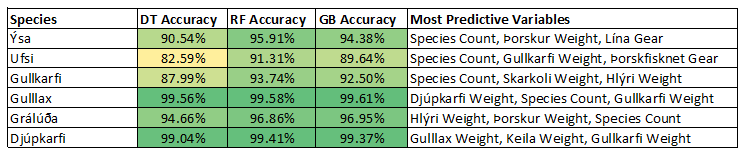 Species DT Accuracy RF Accuracy GB Accuracy Most Predictive Variables
Ýsa 90.54% 95.91% 94.38% Species Count, Þorskur Weight, Lína Gear
Ufsi 82.59% 91.31% 89.64% Species Count, Gullkarfi Weight, Þorskfisknet Gear
Gullkarfi 87.99% 93.74% 92.50% Species Count, Skarkoli Weight, Hlýri Weight
Gulllax 99.56% 99.58% 99.61% Djúpkarfi Weight, Species Count, Gullkarfi Weight
Grálúða 94.66% 96.86% 96.95% Hlýri Weight, Þorskur Weight, Species Count
Djúpkarfi 99.04% 99.41% 99.37% Gulllax Weight, Keila Weight, Gullkarfi Weight